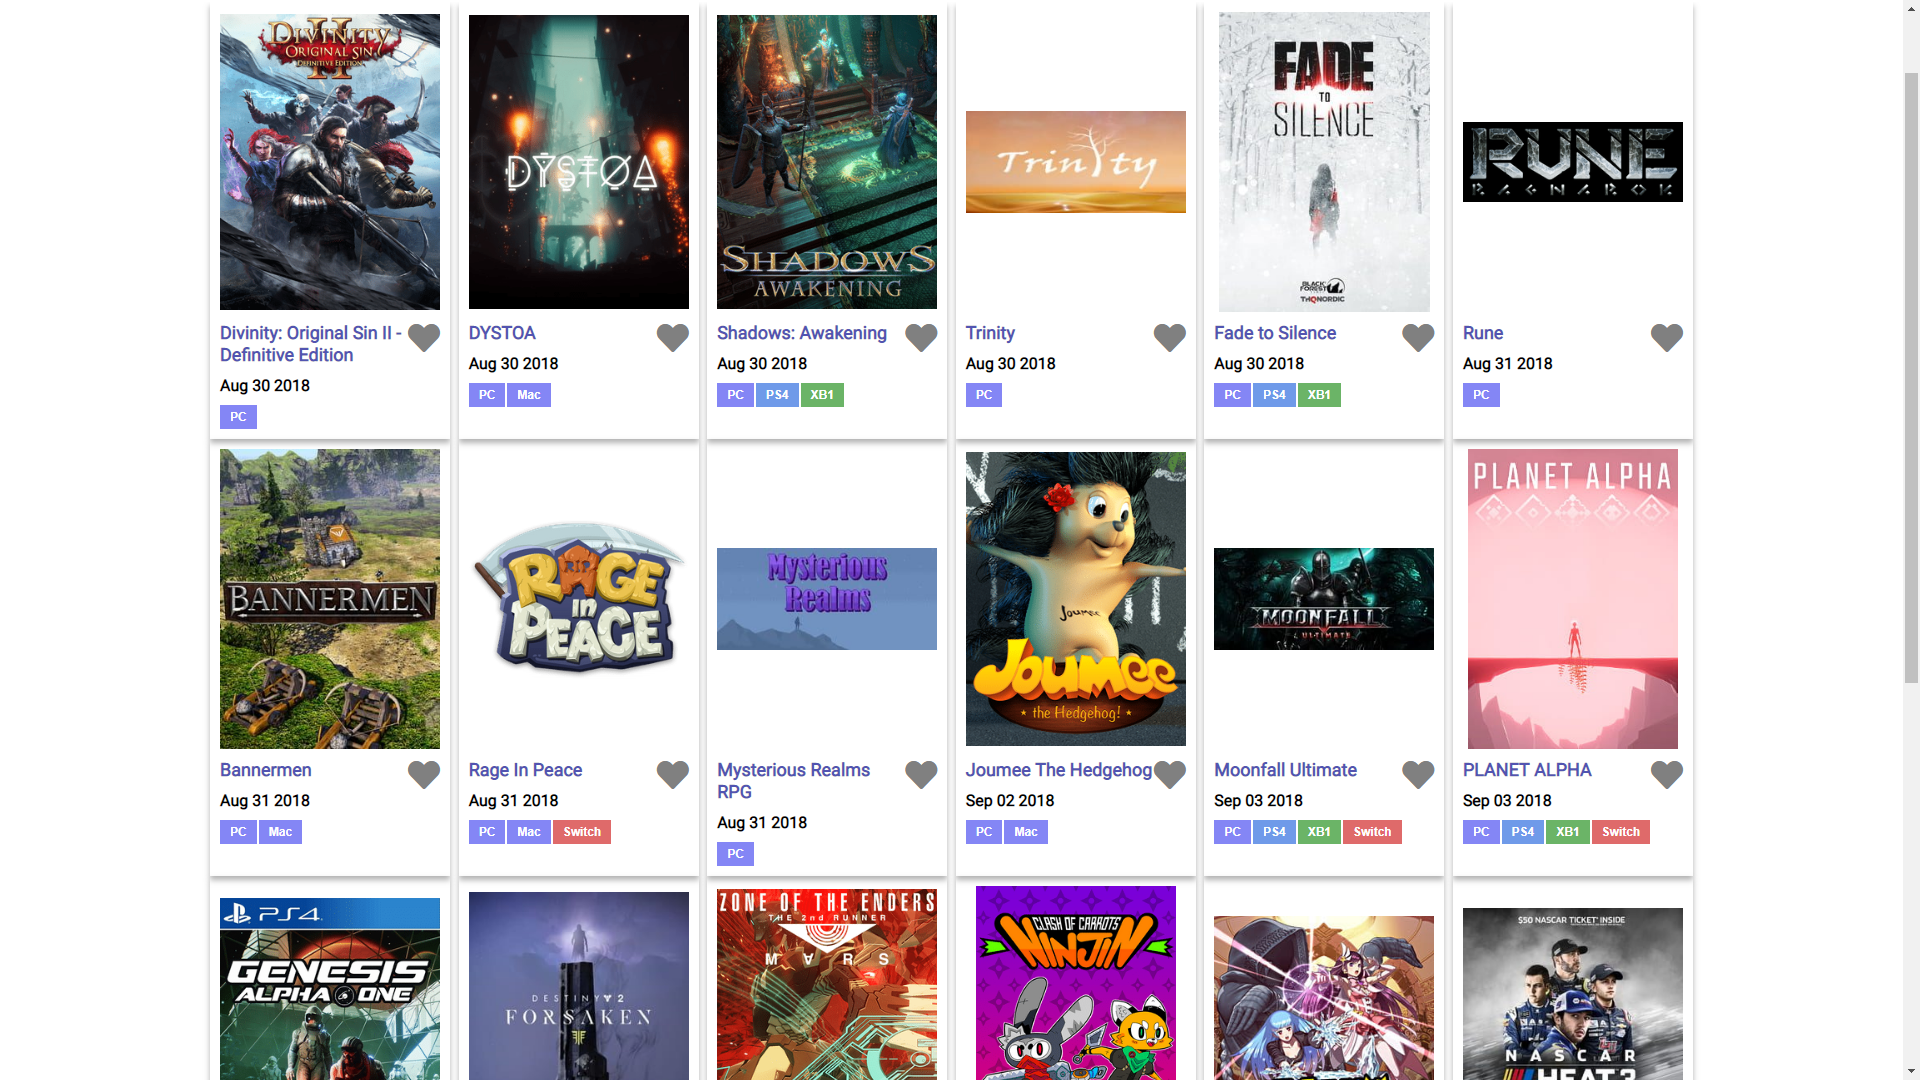 DIVINITY
ORIGINAL SIN
II
DEFINITIVE EDITION
DYSTOA
SHADOWS
AWAKENING
Trinity
FADE
TO
SILENCE
BLACK
FOREST
THQNORDIC
RUNE
RAGNAROK
Divinity: Original Sin II -
Definitive Edition
Aug 30 2018
PC
DYSTOA
Aug 30 2018
PC Mac
Shadows: Awakening
Aug 30 2018
PC PS4 XB1
Trinity
Aug 30 2018
PC
Fade to Silence
Aug 30 2018
PC PS4 XB1
Rune
Aug 31 2018
PC
BANNERMEN
RAGE
RIP
in
PEACE
Mysterious
Realms
Joumee
Joumee
the Hedgehog!
MOONFALL
ULTIMATE
PLANET ALPHA
Bannermen
Aug 31 2018
PC Mac
Rage In Peace
Aug 31 2018
PC Mac Switch
Mysterious Realms
RPG
Aug 31 2018
PC
Joumee The Hedgehog
Sep 02 2018
PC Mac
Moonfall Ultimate
Sep 03 2018
PC PS4 XB1 Switch
PLANET ALPHA
Sep 03 2018
PC PS4 XB1 Switch
PS4
GENESIS
ALPHA ONE
DESTINY 2
FORSAKEN
ZONE OF THE ENDERS
THE 2nd RUNNER
MARS
CLASH OF CARROTS
NINJIN
$50 NASCAR TICKET* INSIDE
NASCAR
HEAT 3